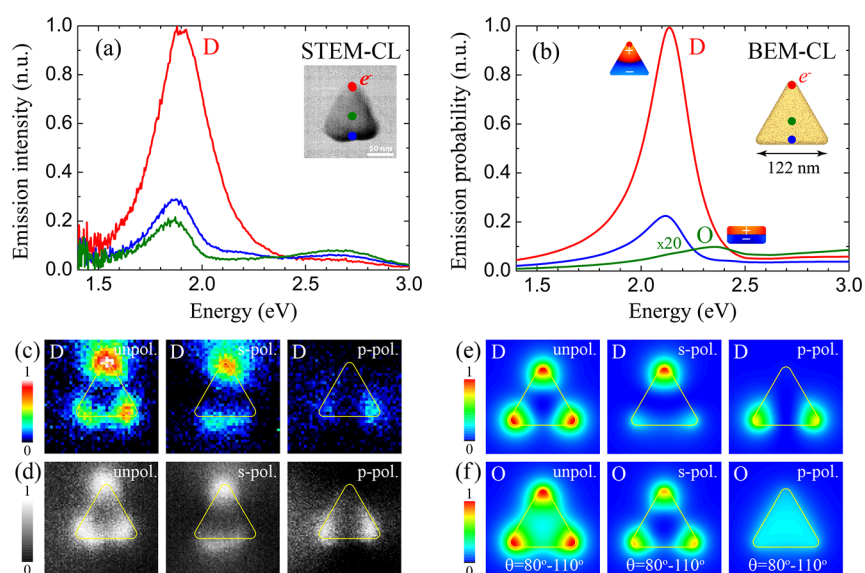 (a) STEM-CL
D
e-
50 nm
1.0
0.8
0.6
0.4
0.2
0.0
Emission intensity (n.u.)
1.5 2.0 2.5 3.0
Energy (eV)
(b) BEM-CL
D
+
−
e-
122 nm
x20 O
+
−
1.0
0.8
0.6
0.4
0.2
0.0
Emission probability (n.u.)
1.5 2.0 2.5 3.0
Energy (eV)
(c) 1 0
D unpol.
D s-pol.
D p-pol.
(d) 1 0
unpol.
s-pol.
p-pol.
(e) 1 0
D unpol.
D s-pol.
D p-pol.
(f) 1 0
O unpol.
θ=80°-110°
O s-pol.
O p-pol.
θ=80°-110°